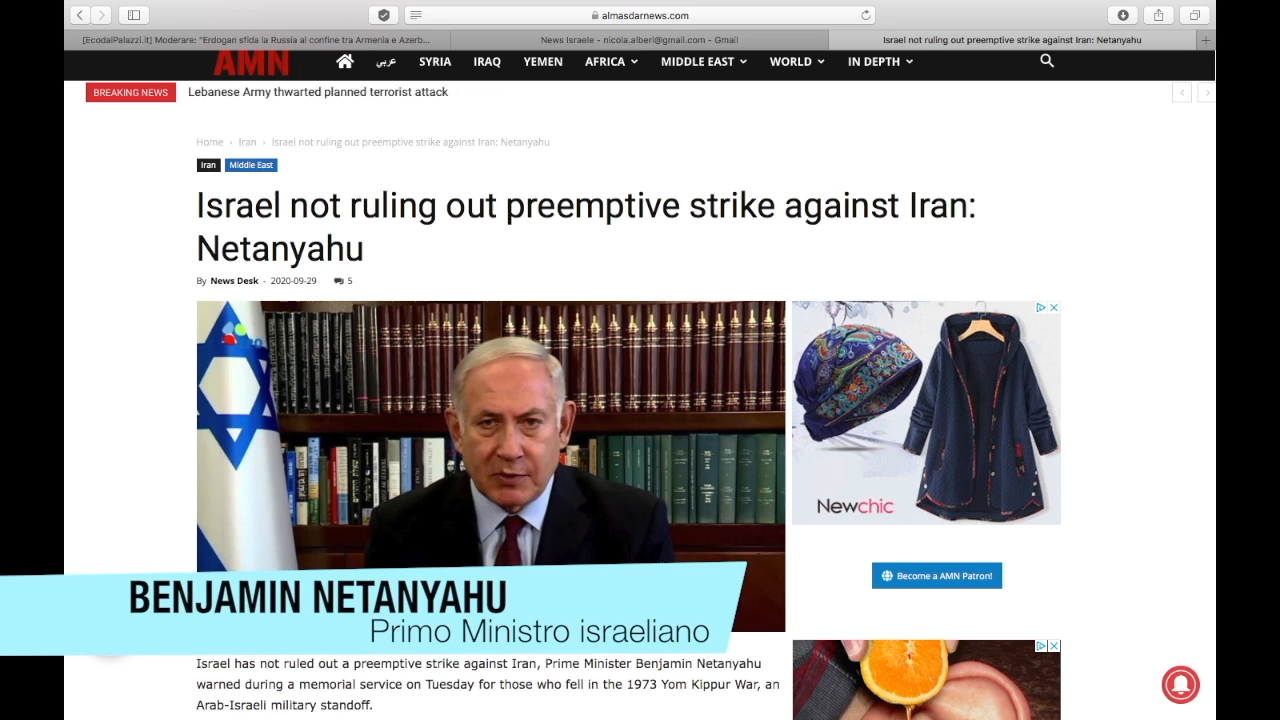 almasdarnews.com
[EcodaiPalazzi.it] Moderare: "Erdogan sfida la Russia al confine tra Armenia e Azerb...
News Israele - nicola.alberi@gmail.com - Gmail
Israel not ruling out preemptive strike against Iran: Netanyahu
AMN
عربي
SYRIA
IRAQ
YEMEN
AFRICA
MIDDLE EAST
WORLD
IN DEPTH
BREAKING NEWS
Lebanese Army thwarted planned terrorist attack
Home › Iran › Israel not ruling out preemptive strike against Iran: Netanyahu
Iran
Middle East
Israel not ruling out preemptive strike against Iran:
Netanyahu
By News Desk - 2020-09-29 5
Newchic
Become a AMN Patron!
BENJAMIN NETANYAHU
Primo Ministro israeliano
Israel has not ruled out a preemptive strike against Iran, Prime Minister Benjamin Netanyahu
warned during a memorial service on Tuesday for those who fell in the 1973 Yom Kippur War, an
Arab-Israeli military standoff.